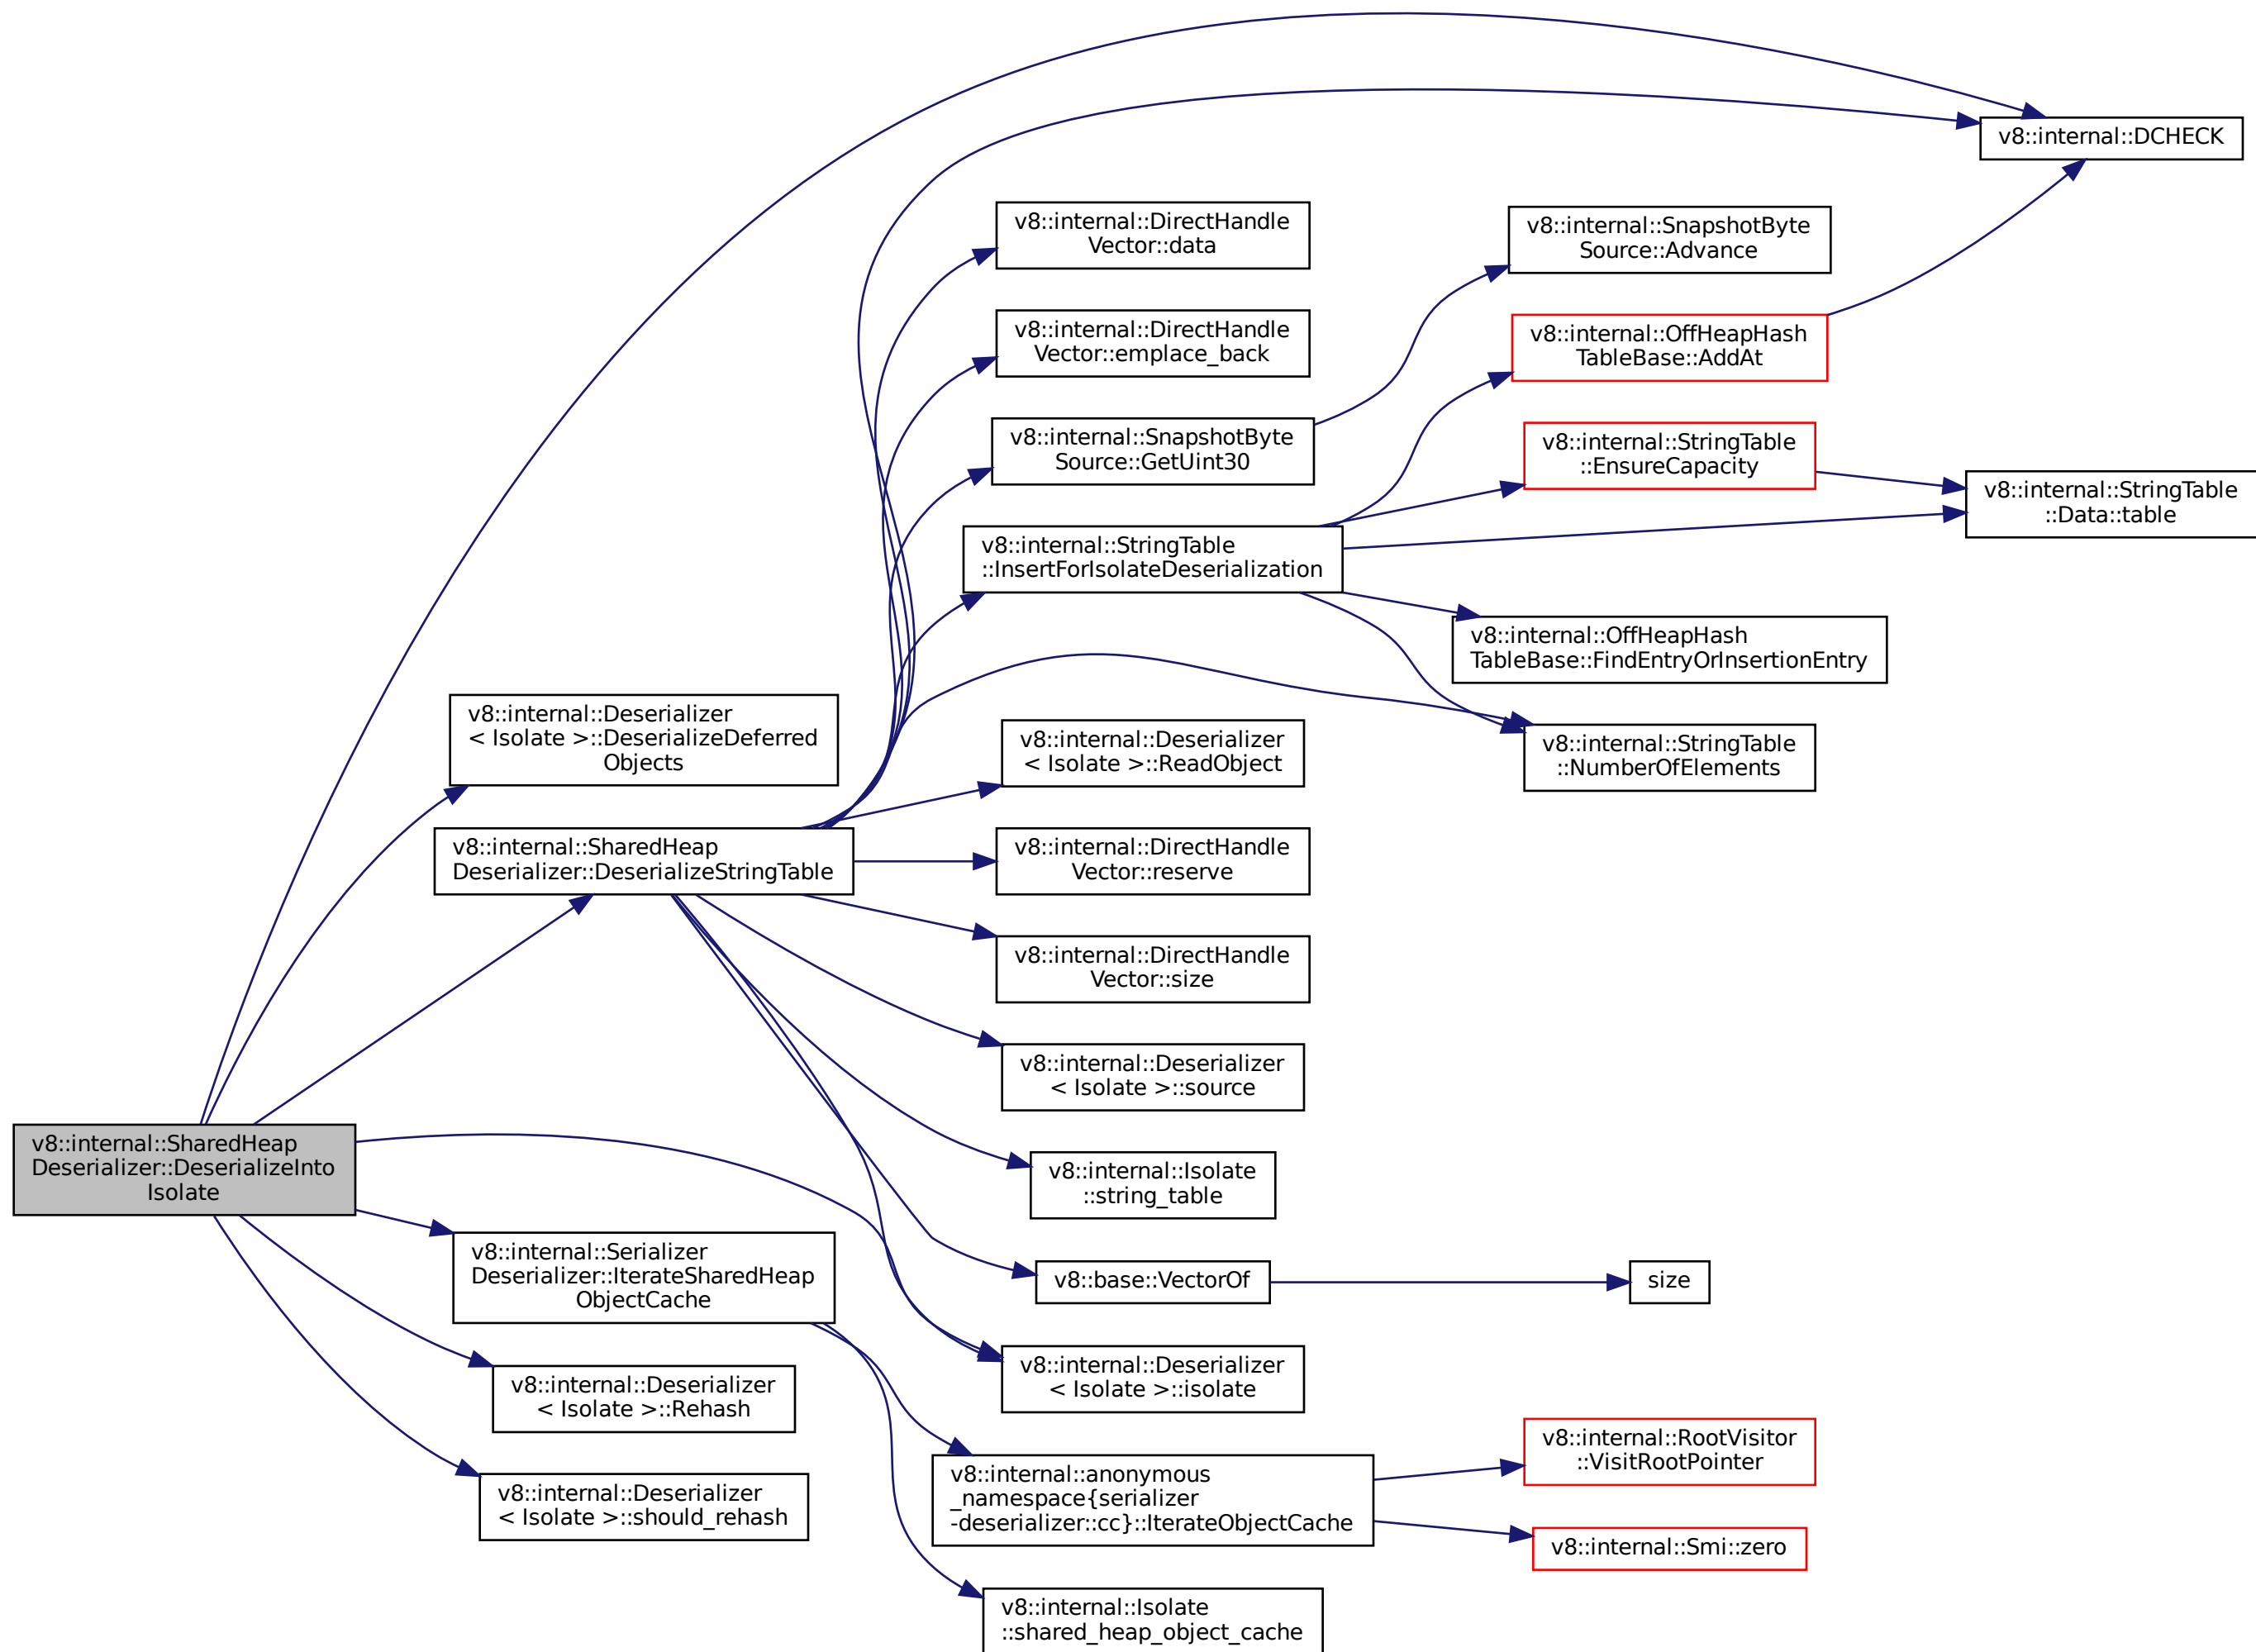 v8::internal::DCHECK
v8::internal::DirectHandle
Vector::data
v8::internal::SnapshotByte
Source::Advance
v8::internal::DirectHandle
Vector::emplace_back
v8::internal::OffHeapHash
TableBase::AddAt
v8::internal::SnapshotByte
Source::GetUint30
v8::internal::StringTable
::EnsureCapacity
v8::internal::StringTable
::Data::table
v8::internal::StringTable
::InsertForIsolateDeserialization
v8::internal::OffHeapHash
TableBase::FindEntryOrInsertionEntry
v8::internal::Deserializer
< Isolate >::DeserializeDeferred
Objects
v8::internal::Deserializer
< Isolate >::ReadObject
v8::internal::StringTable
::NumberOfElements
v8::internal::SharedHeap
Deserializer::DeserializeStringTable
v8::internal::DirectHandle
Vector::reserve
v8::internal::DirectHandle
Vector::size
v8::internal::Deserializer
< Isolate >::source
v8::internal::SharedHeap
Deserializer::DeserializeInto
Isolate
v8::internal::Isolate
::string_table
v8::internal::Serializer
Deserializer::IterateSharedHeap
ObjectCache
v8::base::VectorOf
size
v8::internal::Deserializer
< Isolate >::Rehash
v8::internal::Deserializer
< Isolate >::isolate
v8::internal::Deserializer
< Isolate >::should_rehash
v8::internal::anonymous
_namespace{serializer
-deserializer::cc}::IterateObjectCache
v8::internal::RootVisitor
::VisitRootPointer
v8::internal::Smi::zero
v8::internal::Isolate
::shared_heap_object_cache